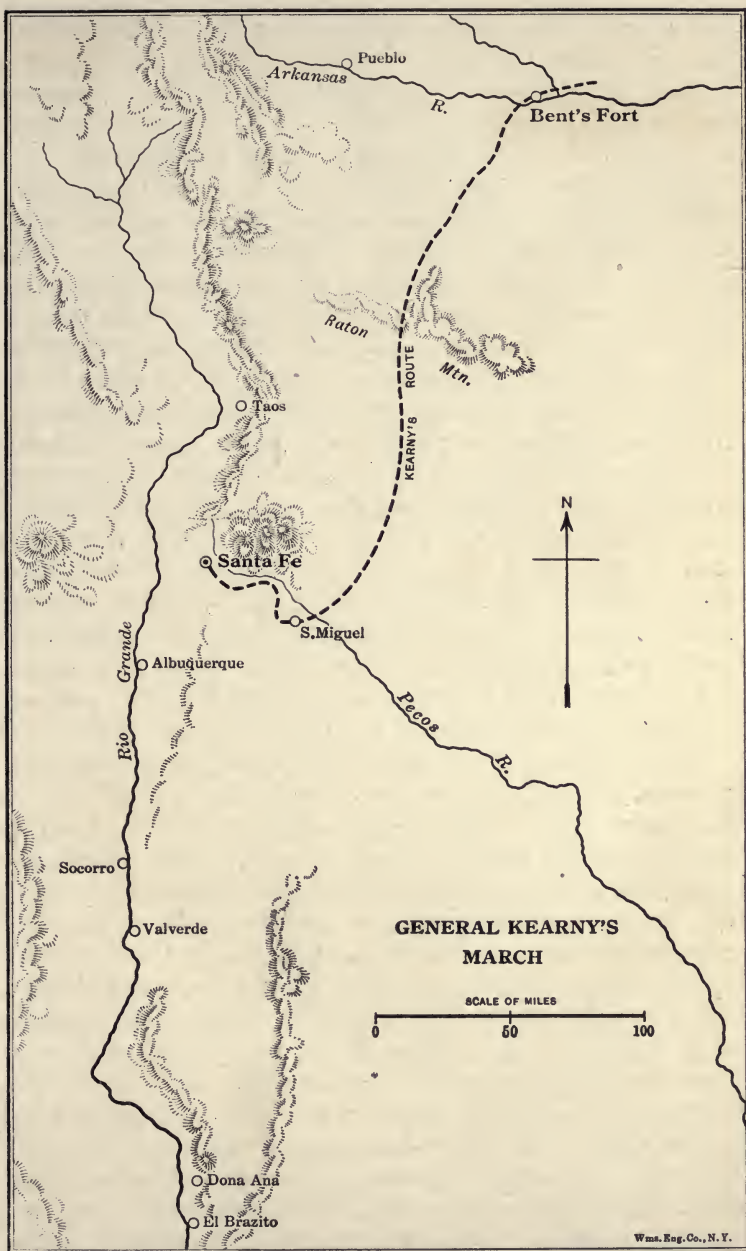 Pueblo
Arkansas
R.
Bent's Fort
Raton
Mtn.
KEARNY'S ROUTE
Taos
N
Santa Fe
S. Miguel
Rio Grande
Albuquerque
Pecos
R.
Socorro
Valverde
GENERAL KEARNY'S
MARCH
SCALE OF MILES
0 50 100
Dona Ana
El Brazito
Wms. Eng. Co., N. Y.